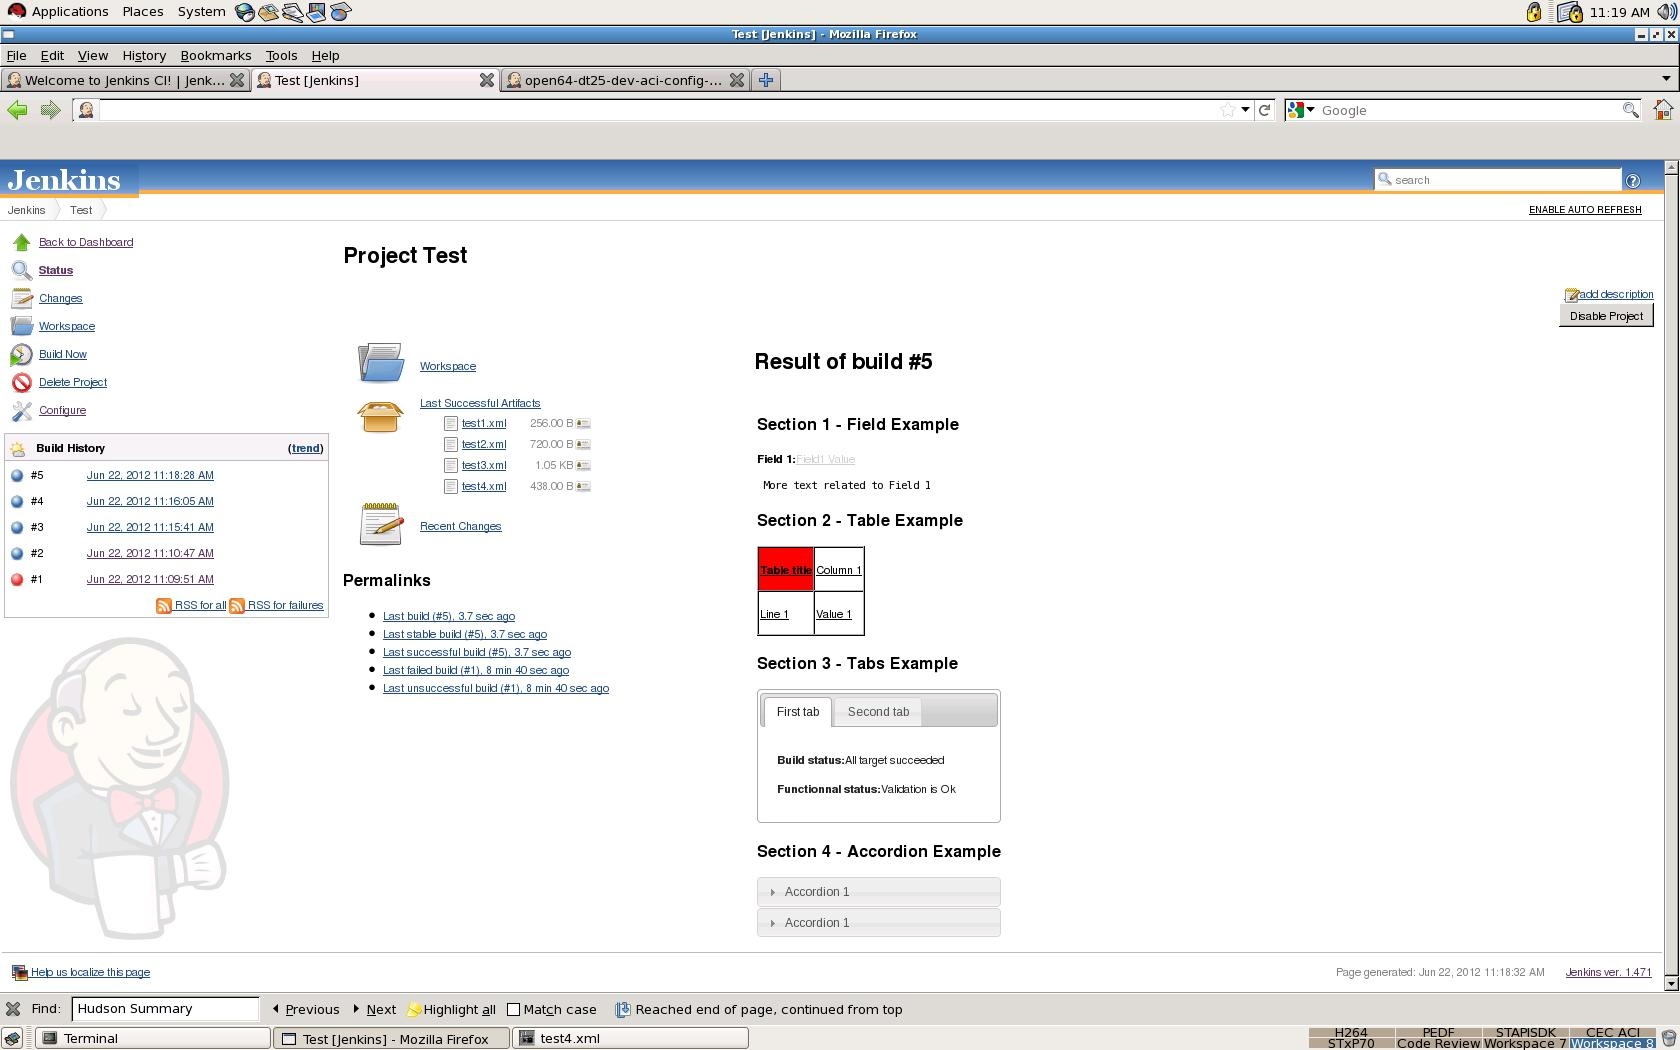 Applications Places System 11:19 AM
Test [Jenkins] - Mozilla Firefox
File Edit View History Bookmarks Tools Help
Welcome to Jenkins CI! | Jenk... Test [Jenkins] open64-dt25-dev-aci-config-...
Google
Jenkins
search
Jenkins Test
ENABLE AUTO REFRESH
Back to Dashboard
Status
Changes
Workspace
Build Now
Delete Project
Configure
Build History (trend)
#5 Jun 22, 2012 11:18:28 AM
#4 Jun 22, 2012 11:16:05 AM
#3 Jun 22, 2012 11:15:41 AM
#2 Jun 22, 2012 11:10:47 AM
#1 Jun 22, 2012 11:09:51 AM
RSS for all RSS for failures
Project Test
add description
Disable Project
Workspace
Last Successful Artifacts
test1.xml 256.00 B
test2.xml 720.00 B
test3.xml 1.05 KB
test4.xml 438.00 B
Recent Changes
Permalinks
Last build (#5), 3.7 sec ago
Last stable build (#5), 3.7 sec ago
Last successful build (#5), 3.7 sec ago
Last failed build (#1), 8 min 40 sec ago
Last unsuccessful build (#1), 8 min 40 sec ago
Result of build #5
Section 1 - Field Example
Field 1:Field1 Value
More text related to Field 1
Section 2 - Table Example
Table title Column 1
Line 1 Value 1
Section 3 - Tabs Example
First tab Second tab
Build status:All target succeeded
Functionnal status:Validation is Ok
Section 4 - Accordion Example
Accordion 1
Accordion 1
Help us localize this page
Page generated: Jun 22, 2012 11:18:32 AM Jenkins ver. 1.471
Find: Hudson Summary Previous Next Highlight all Match case Reached end of page, continued from top
Terminal Test [Jenkins] - Mozilla Firefox test4.xml
H264 PEDF STAPISDK CEC ACI
STxP70 Code Review Workspace 7 Workspace 8